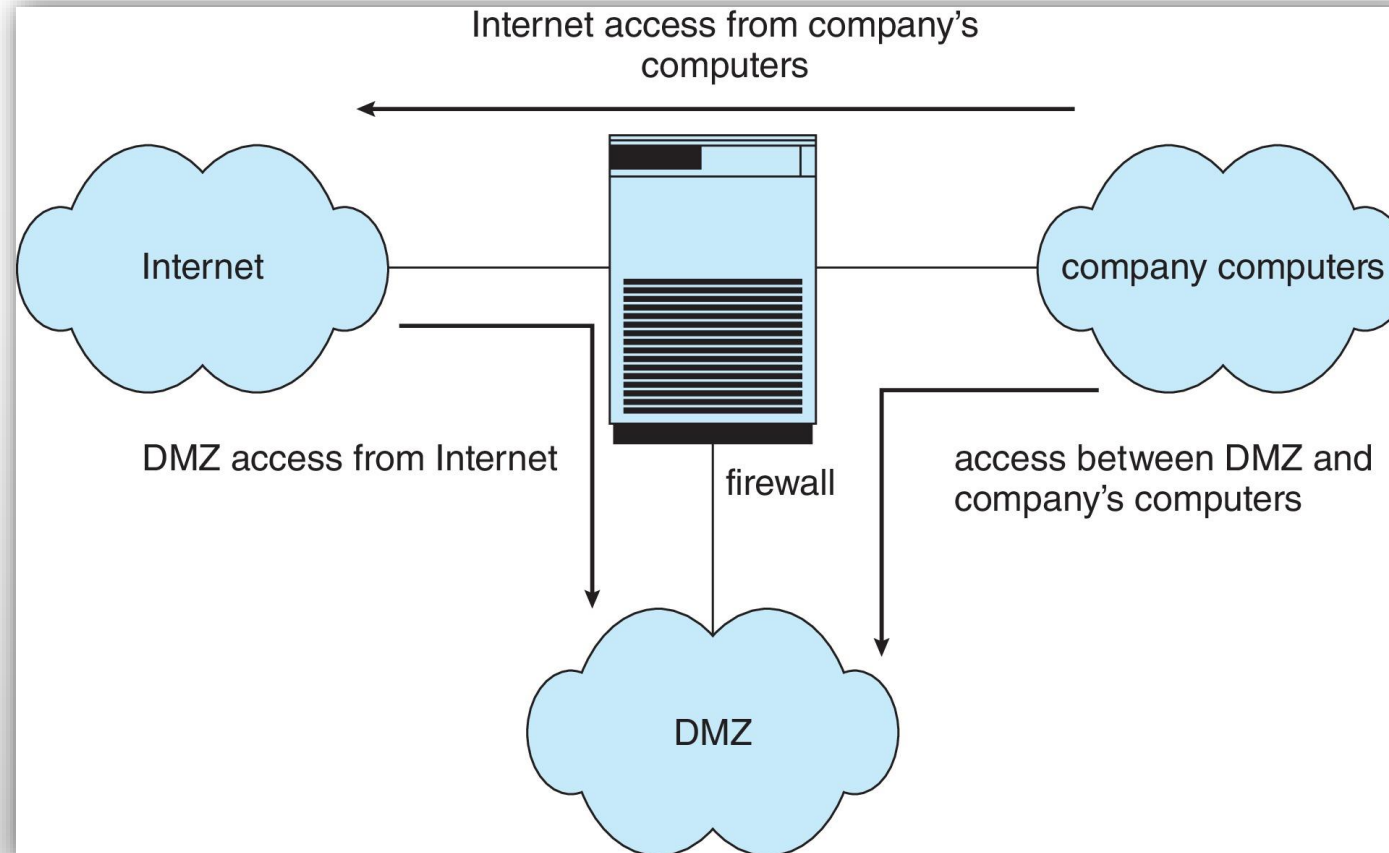 Internet access from company’s
computers
Internet
company computers
DMZ access from Internet
firewall
access between DMZ and
company’s computers
DMZ